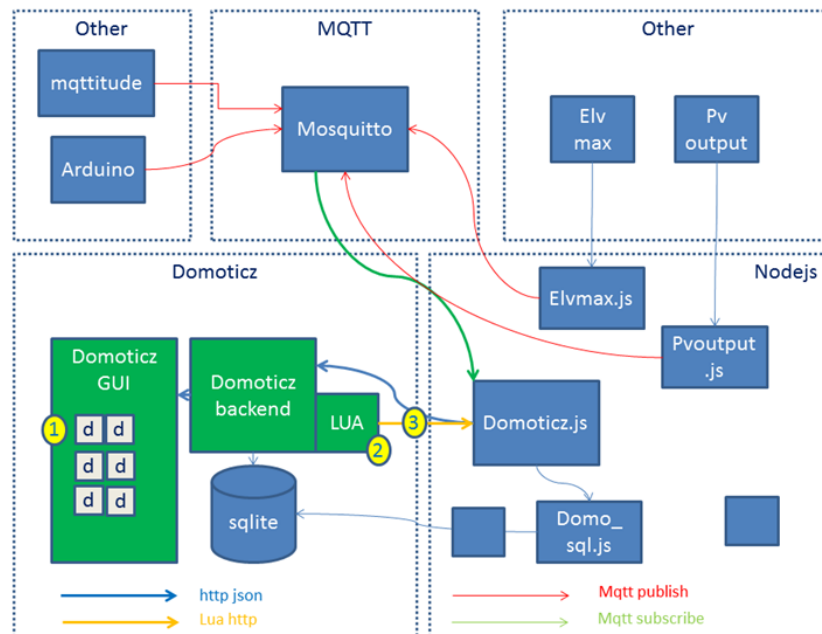 Other
MQTT
Other
mqttitude
Arduino
Mosquitto
Elv
max
Pv
output
Domoticz
Nodejs
Elvmax.js
Pvoutput
.js
Domoticz
GUI
1
d d
d d
d d
Domoticz
backend
LUA
2
3
Domoticz.js
sqlite
Domo_
sql.js
http json
Lua http
Mqtt publish
Mqtt subscribe